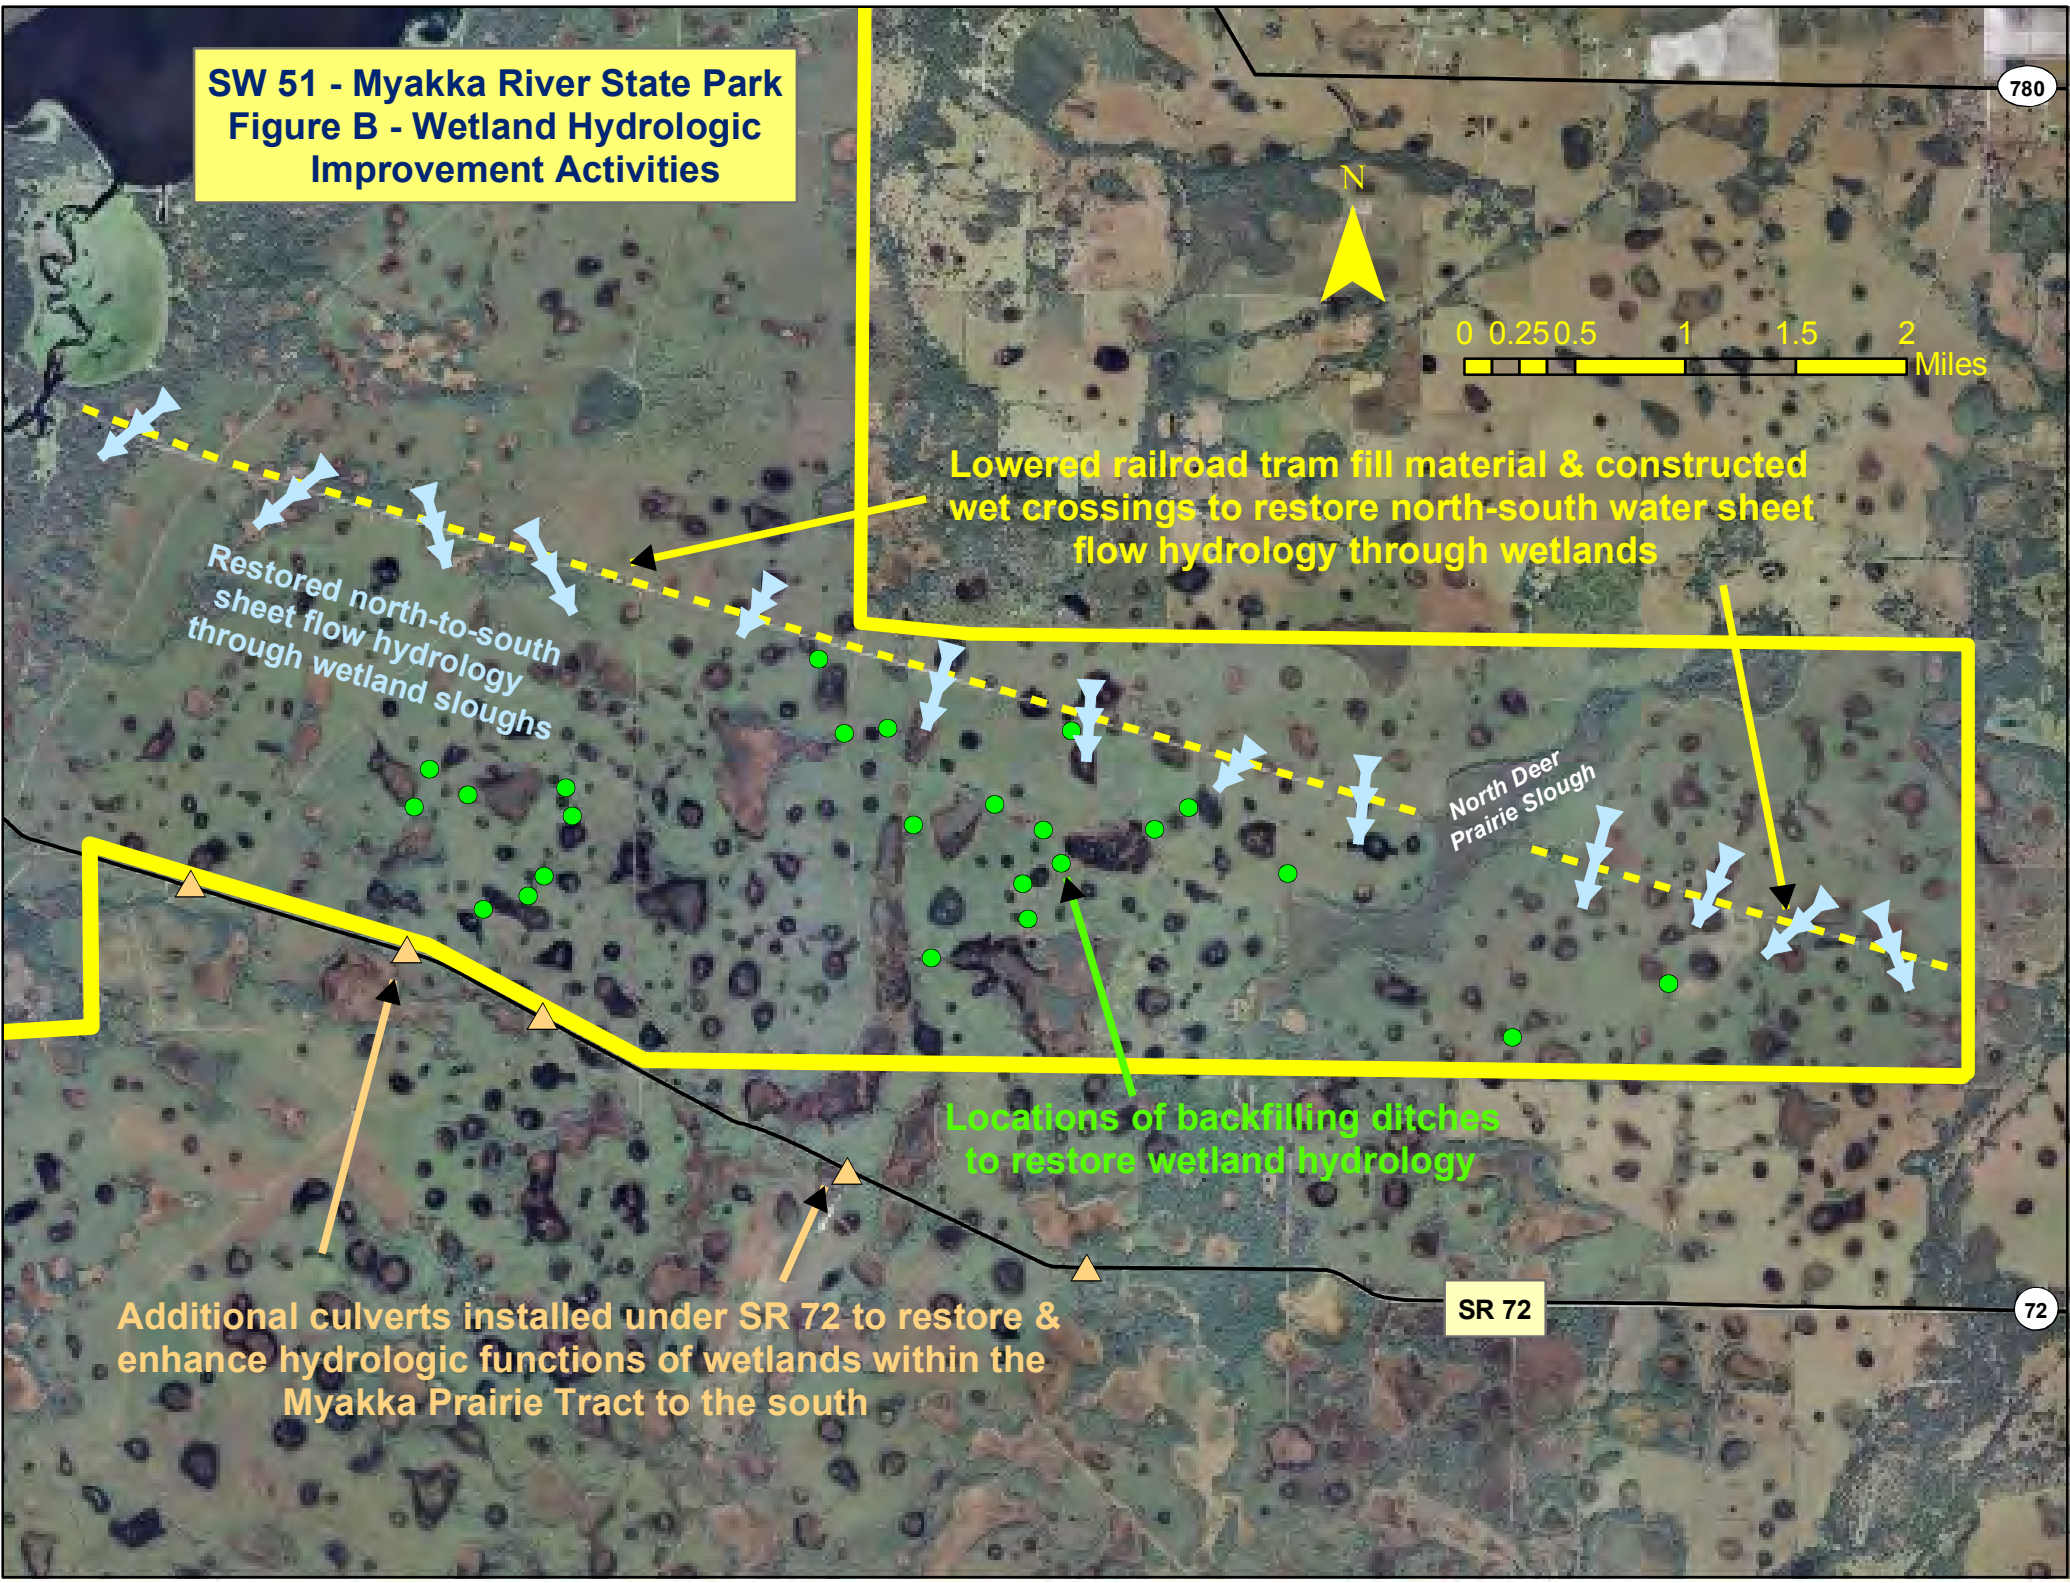 SW 51 - Myakka River State Park
Figure B - Wetland Hydrologic
Improvement Activities
780
N
0 0.25 0.5 1 1.5 2
Miles
Lowered railroad tram fill material & constructed
wet crossings to restore north-south water sheet
flow hydrology through wetlands
Restored north-to-south
sheet flow hydrology
through wetland sloughs
North Deer
Prairie Slough
Locations of backfilling ditches
to restore wetland hydrology
Additional culverts installed under SR 72 to restore &
enhance hydrologic functions of wetlands within the
Myakka Prairie Tract to the south
SR 72
72